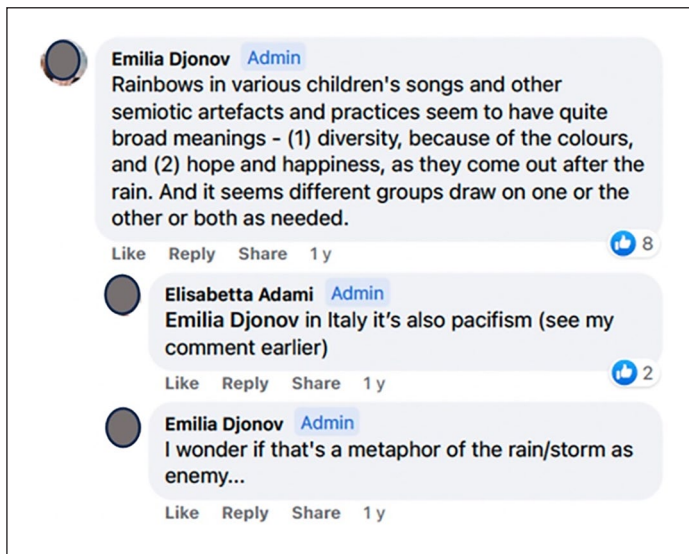 Emilia Djonov Admin
Rainbows in various children's songs and other
semiotic artefacts and practices seem to have quite
broad meanings - (1) diversity, because of the colours,
and (2) hope and happiness, as they come out after the
rain. And it seems different groups draw on one or the
other or both as needed.
Like Reply Share 1 y 8
Elisabetta Adami Admin
Emilia Djonov in Italy it’s also pacifism (see my
comment earlier)
Like Reply Share 1 y 2
Emilia Djonov Admin
I wonder if that's a metaphor of the rain/storm as
enemy...
Like Reply Share 1 y